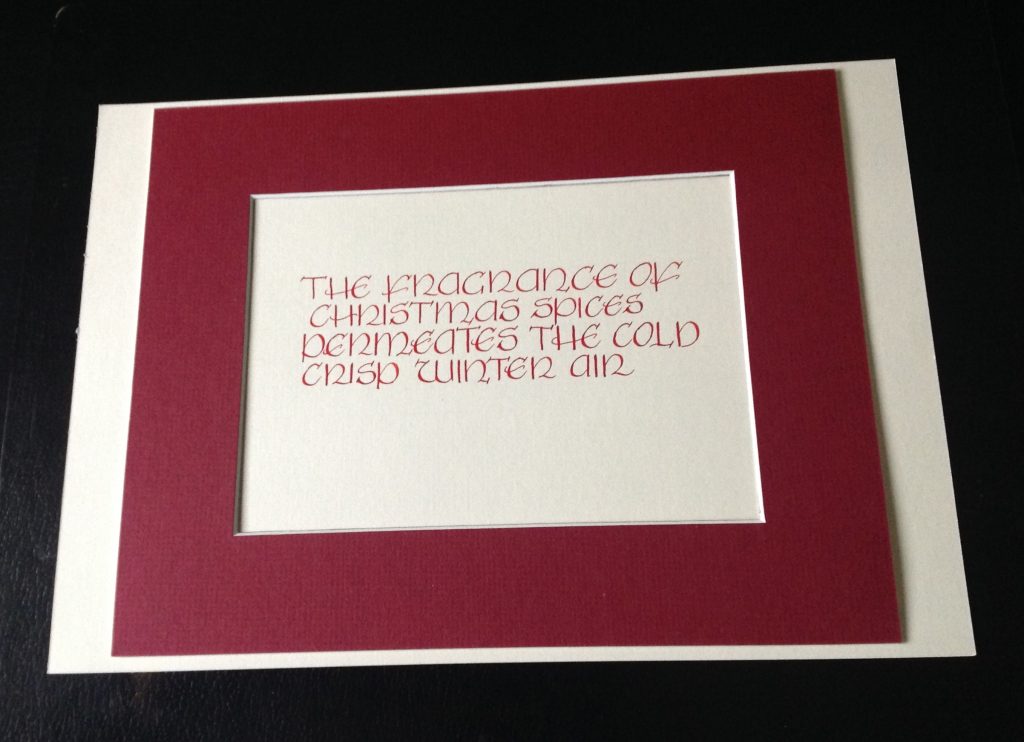 THE FRAGRANCE OF
CHRISTMAS SPICES
PERMEATES THE COLD
CRISP WINTER AIR